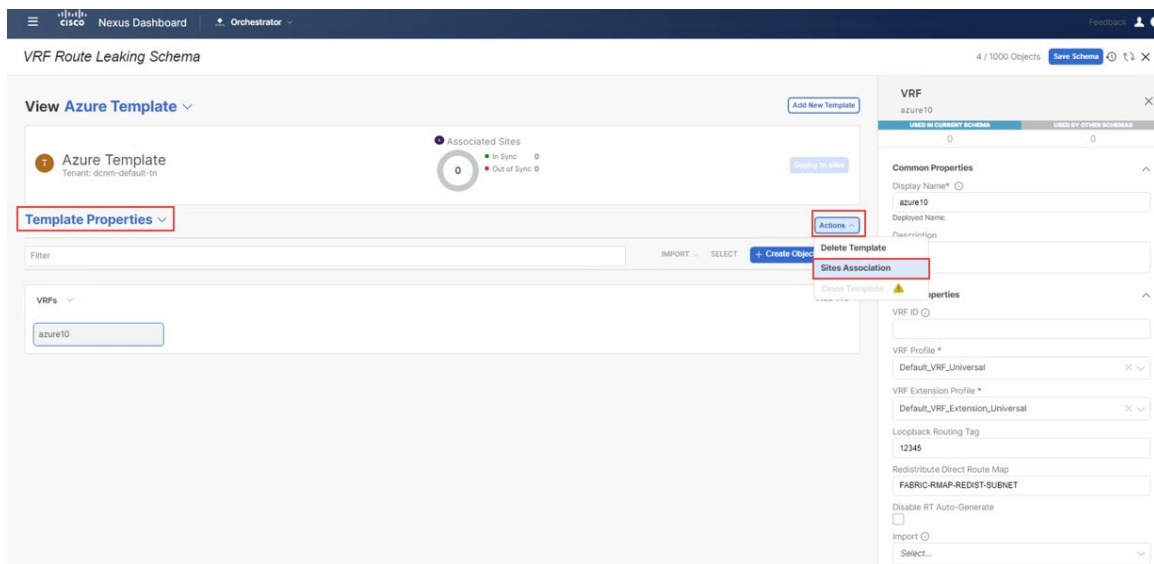 cisco Nexus Dashboard Orchestrator Feedback
VRF Route Leaking Schema 4 / 1000 Objects Save Schema
View Azure Template Add New Template
T Azure Template
Tenant: dcnm-default-tn
Associated Sites
0
In Sync 0
Out of Sync 0
Deploy to sites
Template Properties Actions
Delete Template
Sites Association
Clone Template
Filter IMPORT SELECT + Create Objec
VRFs
azure10
VRF
azure10
USED IN CURRENT SCHEMA USED BY OTHER SCHEMAS
0 0
Common Properties
Display Name*
azure10
Deployed Name:
Description
operties
VRF ID
VRF Profile *
Default_VRF_Universal
VRF Extension Profile *
Default_VRF_Extension_Universal
Loopback Routing Tag
12345
Redistribute Direct Route Map
FABRIC-RMAP-REDIST-SUBNET
Disable RT Auto-Generate
Import
Select...